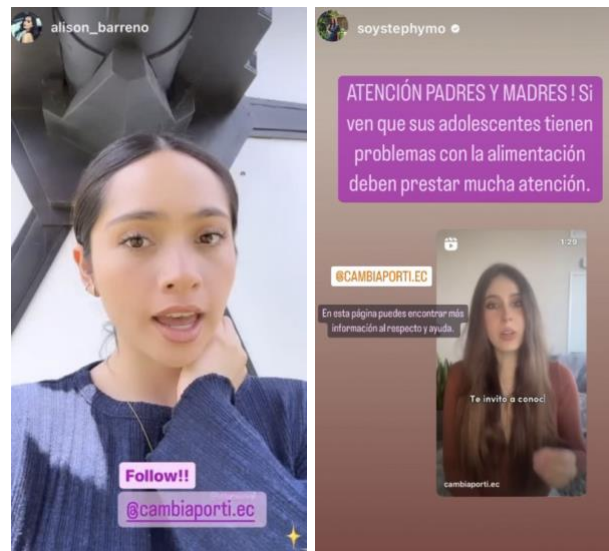 alison_barreno
Follow!!
@cambiaporti.ec
soystephymo
ATENCIÓN PADRES Y MADRES ! Si
ven que sus adolescentes tienen
problemas con la alimentación
deben prestar mucha atención.
1:29
@CAMBIAPORTI.EC
En esta página puedes encontrar más
información al respecto y ayuda.
Te invito a conoc
cambiaporti.ec